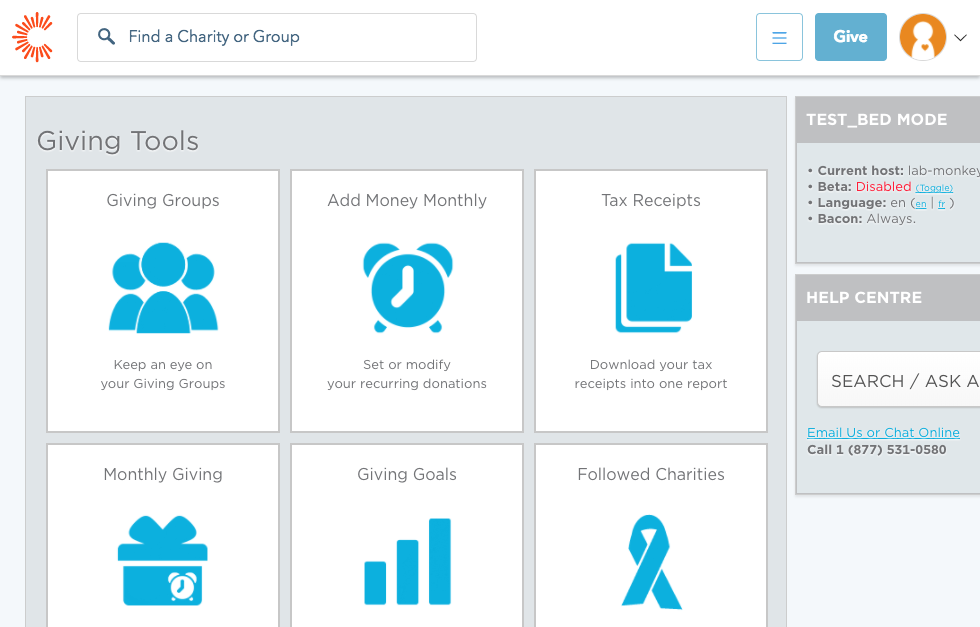 Find a Charity or Group
Give
Giving Tools
Giving Groups
Keep an eye on
your Giving Groups
Add Money Monthly
Set or modify
your recurring donations
Tax Receipts
Download your tax
receipts into one report
Monthly Giving
Giving Goals
Followed Charities
TEST_BED MODE
• Current host: lab-monkey
• Beta: Disabled (Toggle)
• Language: en (en | fr )
• Bacon: Always.
HELP CENTRE
SEARCH / ASK A
Email Us or Chat Online
Call 1 (877) 531-0580